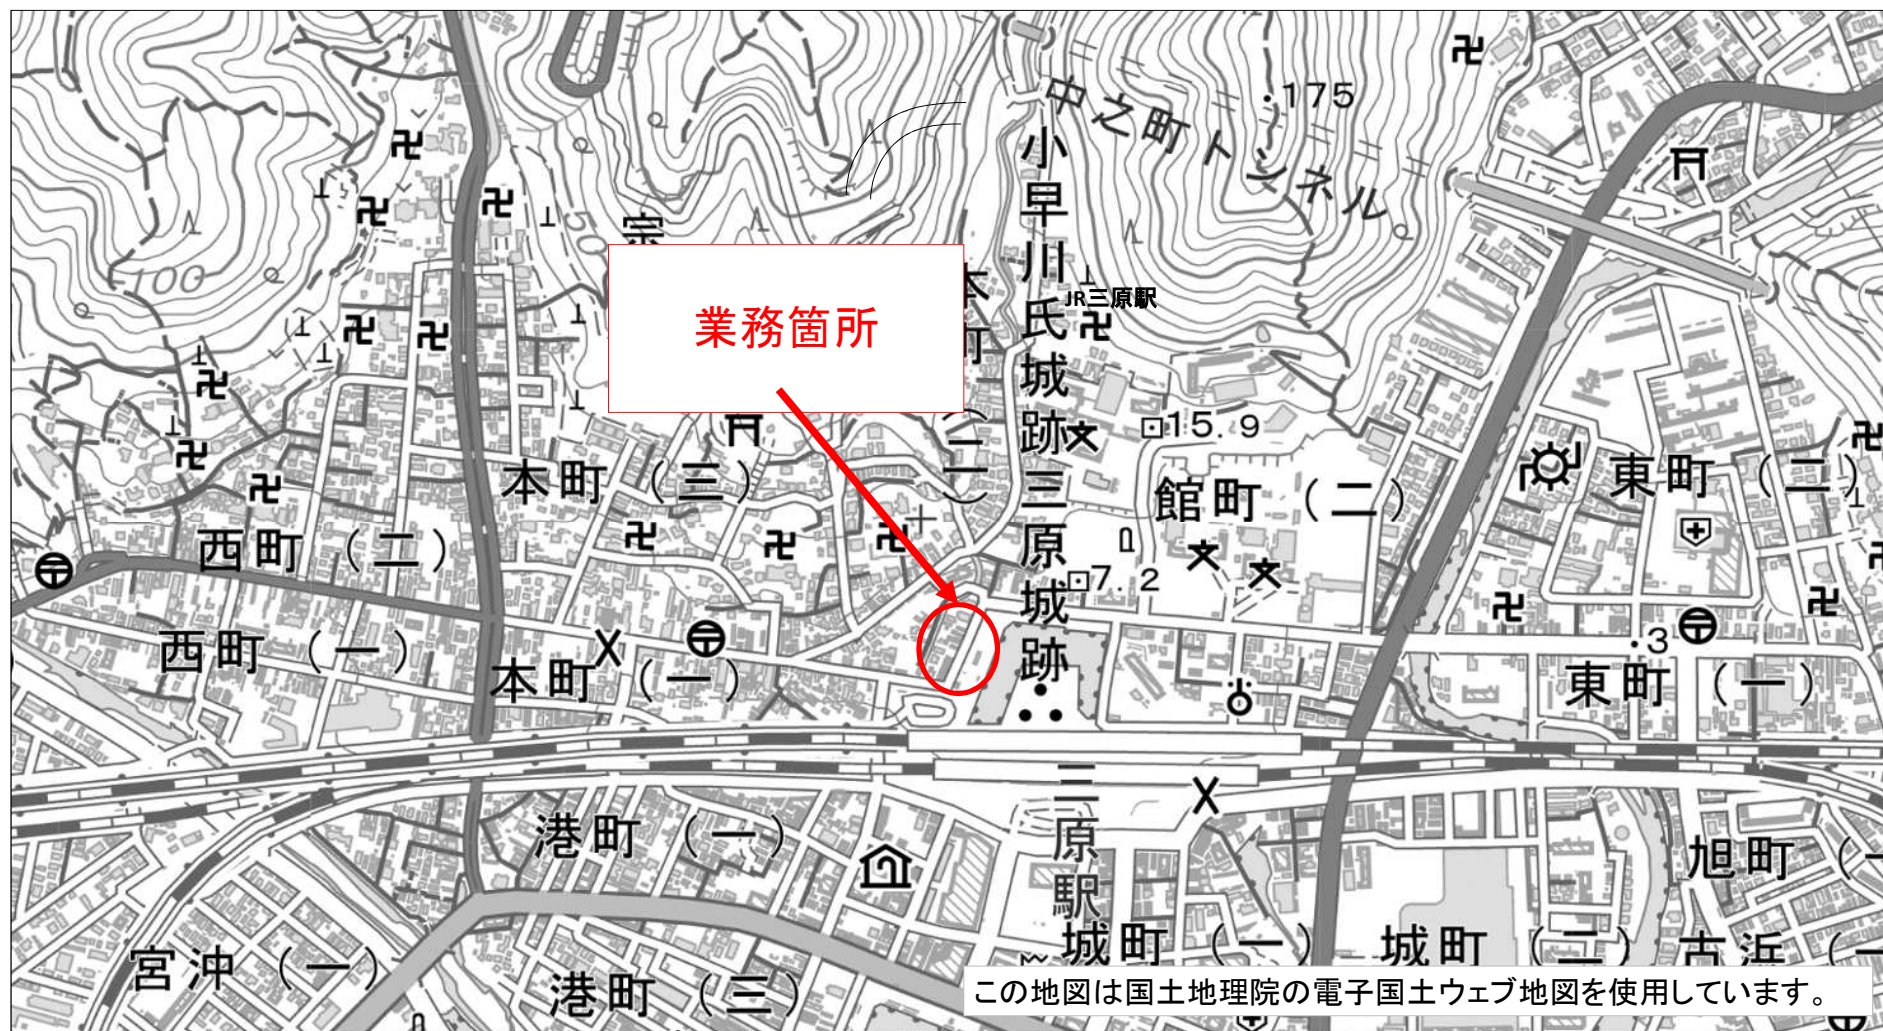 中之町トンネル
・175
小早川氏城跡三原城跡
宗
業務箇所
本町(二)
JR三原駅
15.9
本町(三)
館町(二)
東町(二)
西町(二)
7.2
西町(一)
本町(一)
・3
東町(一)
100
50
三原駅
港町(一)
旭町(一
宮沖(一)
港町(三)
城町(一)
城町(二)
古浜(一
この地図は国土地理院の電子国土ウェブ地図を使用しています。